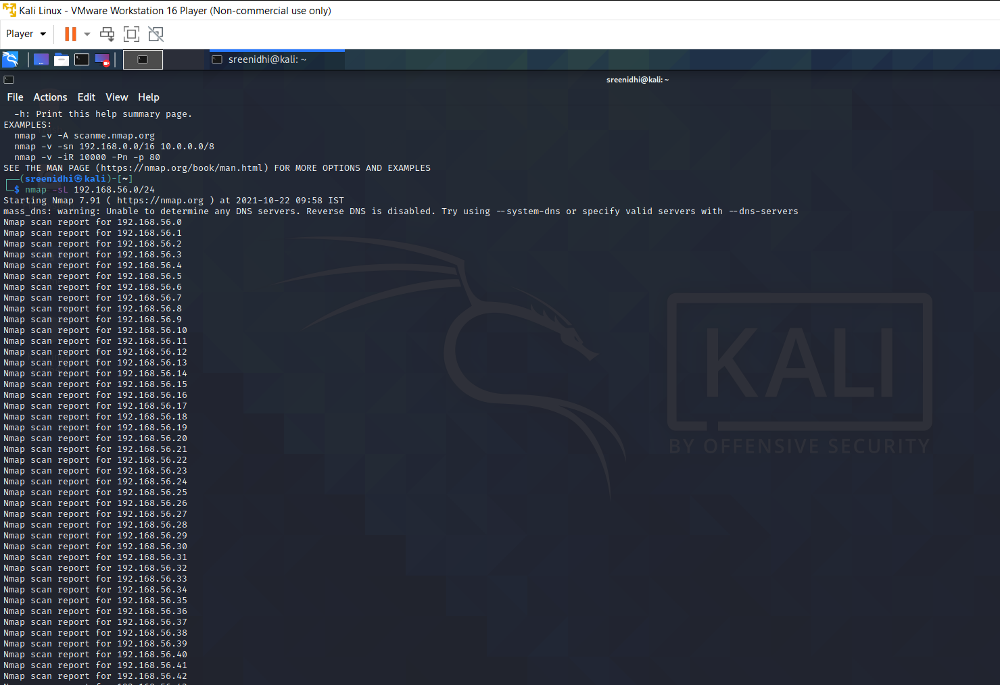 Kali Linux - VMware Workstation 16 Player (Non-commercial use only)
Player
sreenidhi@kali: ~
sreenidhi@kali: ~
File Actions Edit View Help
-h: Print this help summary page.
EXAMPLES:
nmap -v -A scanme.nmap.org
nmap -v -sn 192.168.0.0/16 10.0.0.0/8
nmap -v -iR 10000 -Pn -p 80
SEE THE MAN PAGE (https://nmap.org/book/man.html) FOR MORE OPTIONS AND EXAMPLES
┌──(sreenidhi㉿kali)-[~]
└─$ nmap -sL 192.168.56.0/24
Starting Nmap 7.91 ( https://nmap.org ) at 2021-10-22 09:58 IST
mass_dns: warning: Unable to determine any DNS servers. Reverse DNS is disabled. Try using --system-dns or specify valid servers with --dns-servers
Nmap scan report for 192.168.56.0
Nmap scan report for 192.168.56.1
Nmap scan report for 192.168.56.2
Nmap scan report for 192.168.56.3
Nmap scan report for 192.168.56.4
Nmap scan report for 192.168.56.5
Nmap scan report for 192.168.56.6
Nmap scan report for 192.168.56.7
Nmap scan report for 192.168.56.8
Nmap scan report for 192.168.56.9
Nmap scan report for 192.168.56.10
Nmap scan report for 192.168.56.11
Nmap scan report for 192.168.56.12
Nmap scan report for 192.168.56.13
Nmap scan report for 192.168.56.14
Nmap scan report for 192.168.56.15
Nmap scan report for 192.168.56.16
Nmap scan report for 192.168.56.17
Nmap scan report for 192.168.56.18
Nmap scan report for 192.168.56.19
Nmap scan report for 192.168.56.20
Nmap scan report for 192.168.56.21
Nmap scan report for 192.168.56.22
Nmap scan report for 192.168.56.23
Nmap scan report for 192.168.56.24
Nmap scan report for 192.168.56.25
Nmap scan report for 192.168.56.26
Nmap scan report for 192.168.56.27
Nmap scan report for 192.168.56.28
Nmap scan report for 192.168.56.29
Nmap scan report for 192.168.56.30
Nmap scan report for 192.168.56.31
Nmap scan report for 192.168.56.32
Nmap scan report for 192.168.56.33
Nmap scan report for 192.168.56.34
Nmap scan report for 192.168.56.35
Nmap scan report for 192.168.56.36
Nmap scan report for 192.168.56.37
Nmap scan report for 192.168.56.38
Nmap scan report for 192.168.56.39
Nmap scan report for 192.168.56.40
Nmap scan report for 192.168.56.41
Nmap scan report for 192.168.56.42
KALI
BY OFFENSIVE SECURITY